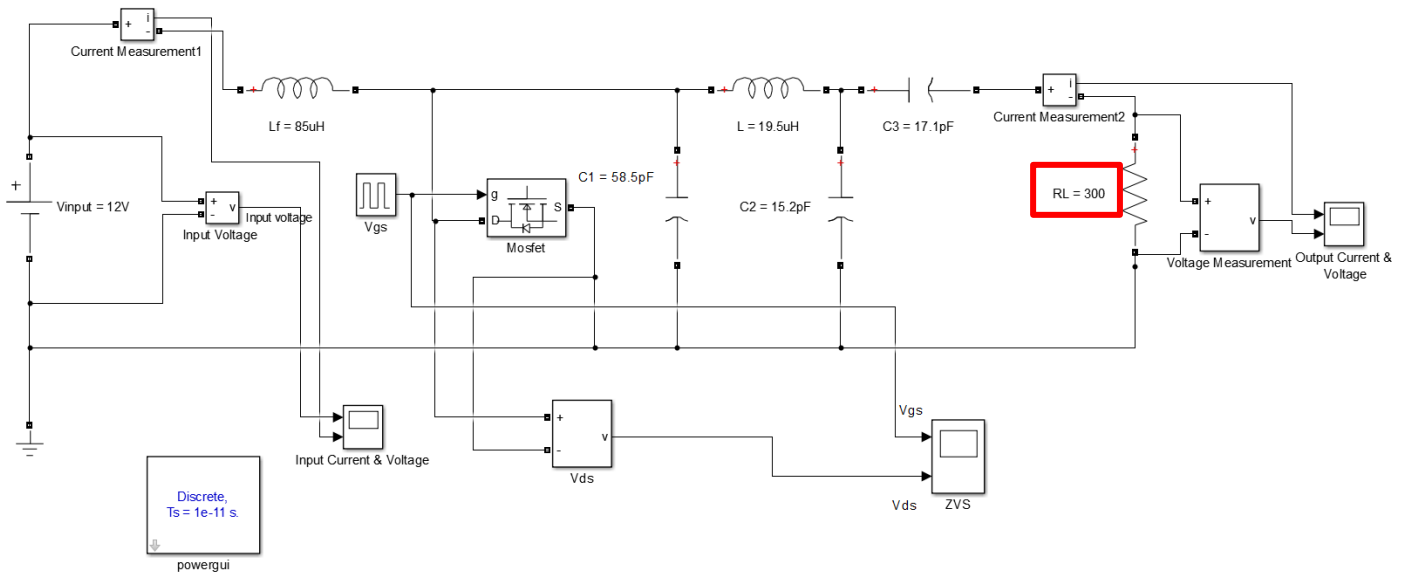 i
+
-
Current Measurement1
Lf = 85uH
L = 19.5uH
C3 = 17.1pF
+
i
-
Current Measurement2
C1 = 58.5pF
C2 = 15.2pF
RL = 300
+
Vinput = 12V
+
-
v
Input voltage
Input Voltage
Vgs
g
D
S
Mosfet
+
-
v
Voltage Measurement
Output Current &
Voltage
Input Current & Voltage
+
-
v
Vds
Vgs
Vds
ZVS
Discrete,
Ts = 1e-11 s.
powergui